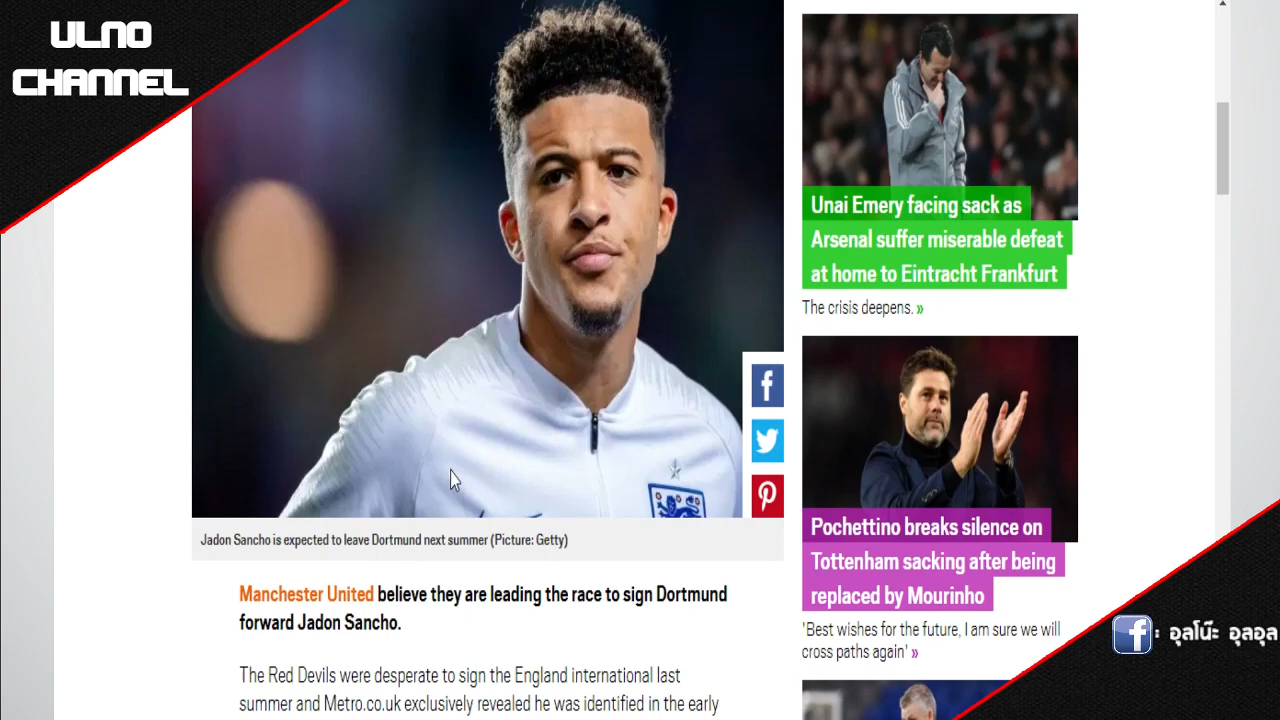 ULNO
CHANNEL
Jadon Sancho is expected to leave Dortmund next summer (Picture: Getty)
Manchester United believe they are leading the race to sign Dortmund
forward Jadon Sancho.
The Red Devils were desperate to sign the England international last
summer and Metro.co.uk exclusively revealed he was identified in the early
Unai Emery facing sack as
Arsenal suffer miserable defeat
at home to Eintracht Frankfurt
The crisis deepens. »
Pochettino breaks silence on
Tottenham sacking after being
replaced by Mourinho
'Best wishes for the future, I am sure we will
cross paths again' »
: อุลโน๊ะ อุลอุล